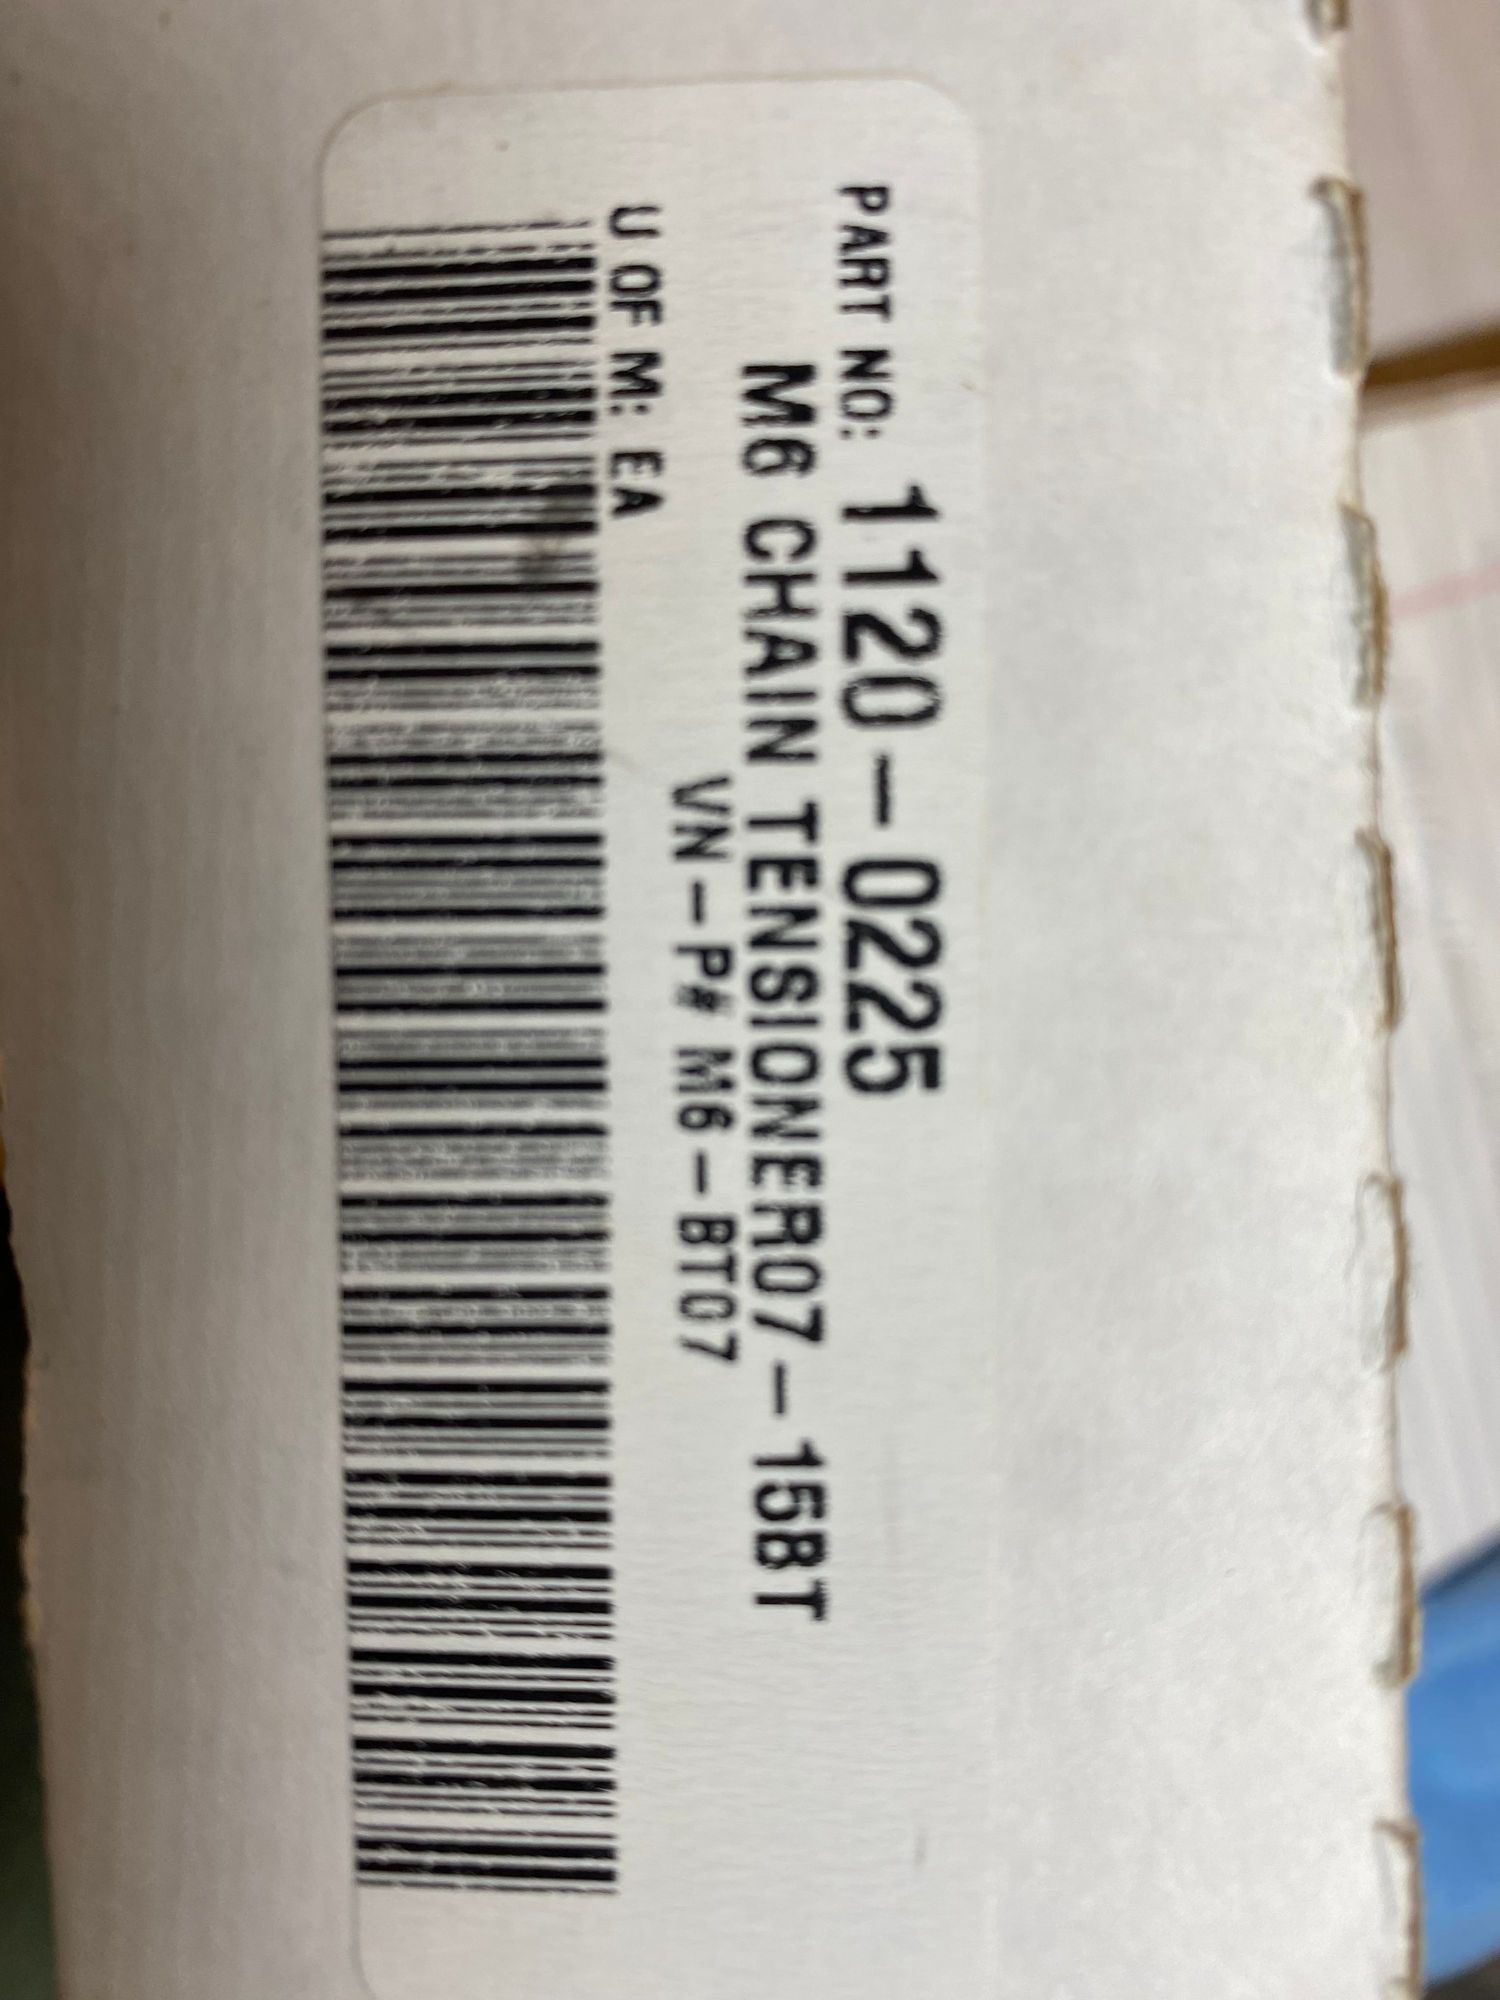 PART NO: 1120-0225
M6 CHAIN TENSIONER07-15BT
VN-P# M6-BT07
U OF M: EA